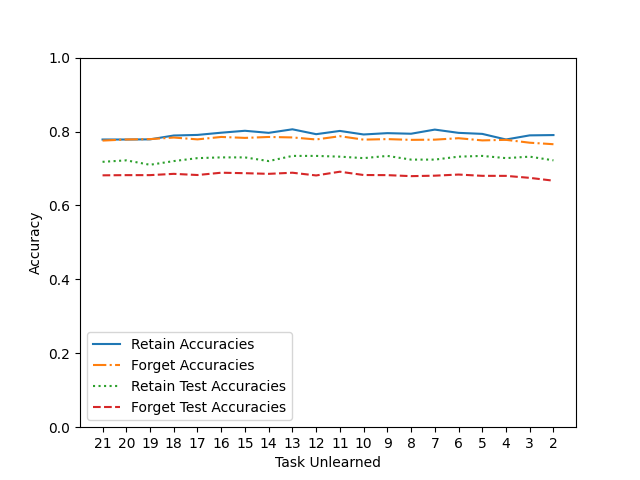 1.0
0.8
0.6
0.4
0.2
0.0
Accuracy
Retain Accuracies
Forget Accuracies
Retain Test Accuracies
Forget Test Accuracies
21 20 19 18 17 16 15 14 13 12 11 10 9 8 7 6 5 4 3 2
Task Unlearned